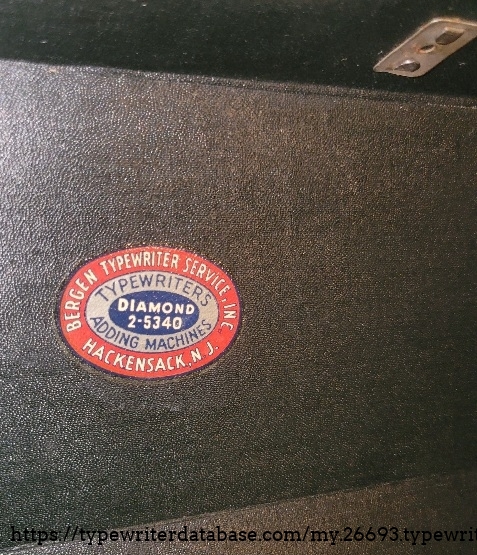 BERGEN TYPEWRITER SERVICE, INC.
TYPEWRITERS
DIAMOND
2-5340
ADDING MACHINES
HACKENSACK, N.J.
https://typewriterdatabase.com/my.26693.typewrit